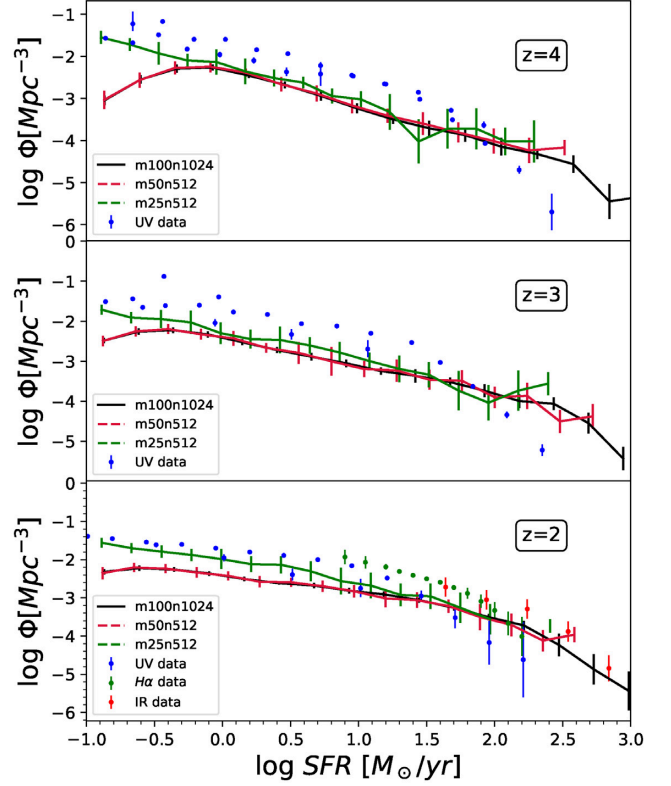 −1
−2
−3
−4
−5
−6
log Φ[Mpc⁻³]
z=4
m100n1024
m50n512
m25n512
UV data
0
−1
−2
−3
−4
−5
log Φ[Mpc⁻³]
z=3
m100n1024
m50n512
m25n512
UV data
0
−1
−2
−3
−4
−5
−6
log Φ[Mpc⁻³]
z=2
m100n1024
m50n512
m25n512
UV data
Hα data
IR data
−1.0 −0.5 0.0 0.5 1.0 1.5 2.0 2.5 3.0
log SFR [M⊙/yr]